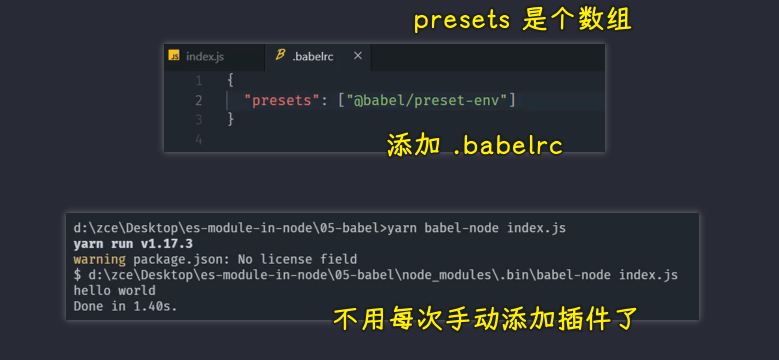 presets 是个数组
index.js .babelrc ×
1 {
2 "presets": ["@babel/preset-env"]
3 }
4
添加 .babelrc
d:\zce\Desktop\es-module-in-node\05-babel>yarn babel-node index.js
yarn run v1.17.3
warning package.json: No license field
$ d:\zce\Desktop\es-module-in-node\05-babel\node_modules\.bin\babel-node index.js
hello world
Done in 1.40s.
不用每次手动添加插件了